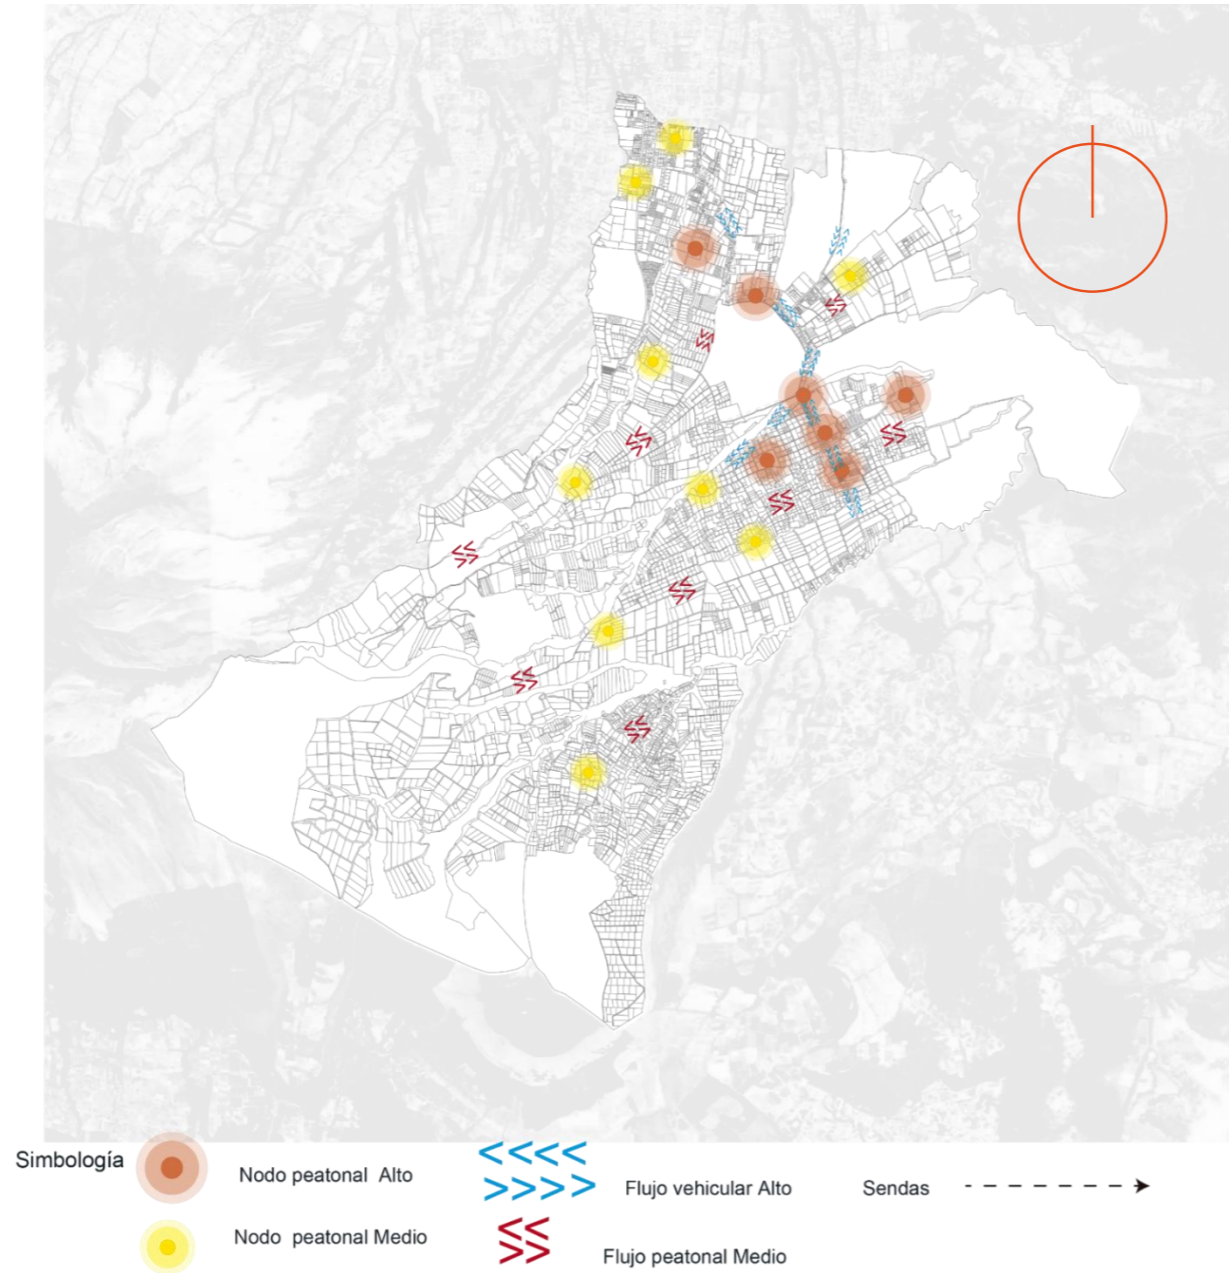 Simbología
Nodo peatonal Alto
Flujo vehicular Alto
Sendas
Nodo peatonal Medio
Flujo peatonal Medio